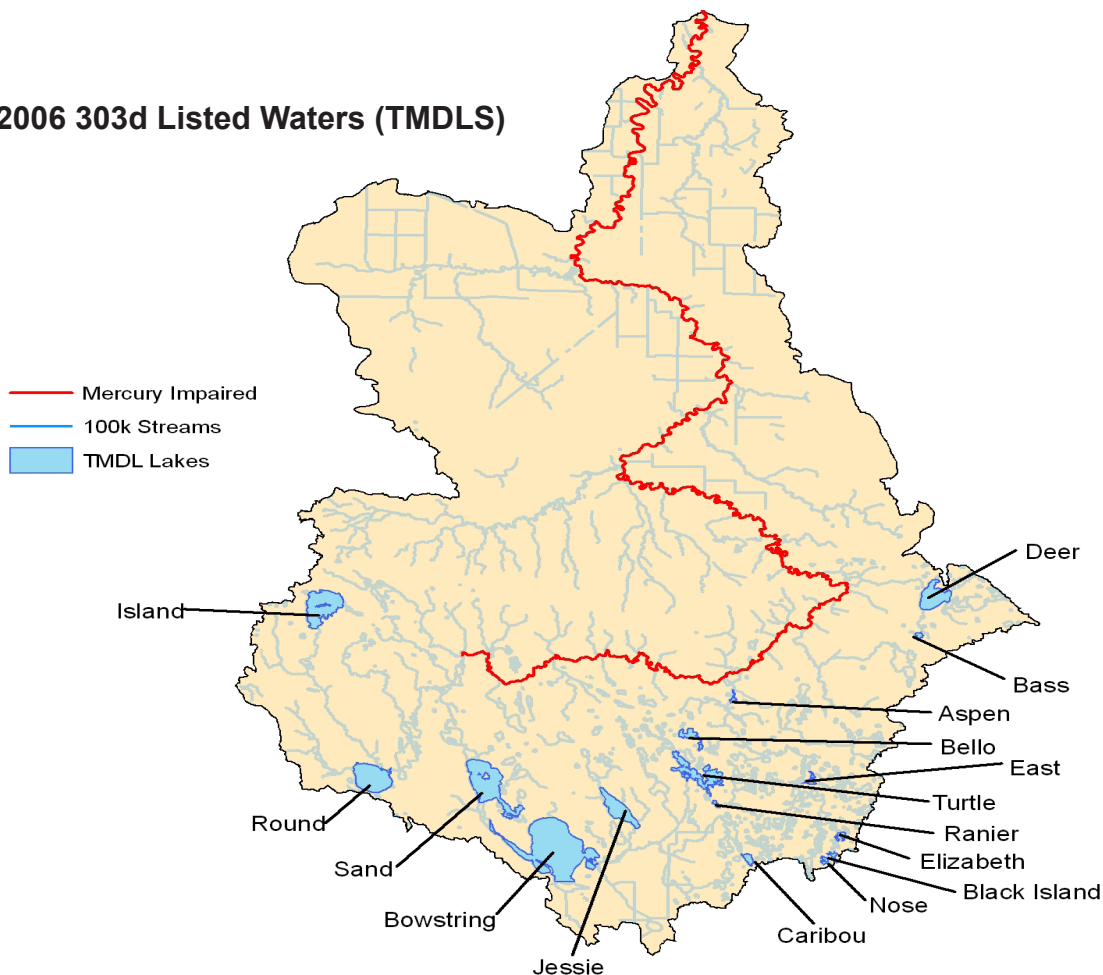 2006 303d Listed Waters (TMDLS)
Mercury Impaired
100k Streams
TMDL Lakes
Deer
Island
Bass
Aspen
Bello
East
Turtle
Round
Ranier
Sand
Elizabeth
Black Island
Nose
Bowstring
Caribou
Jessie